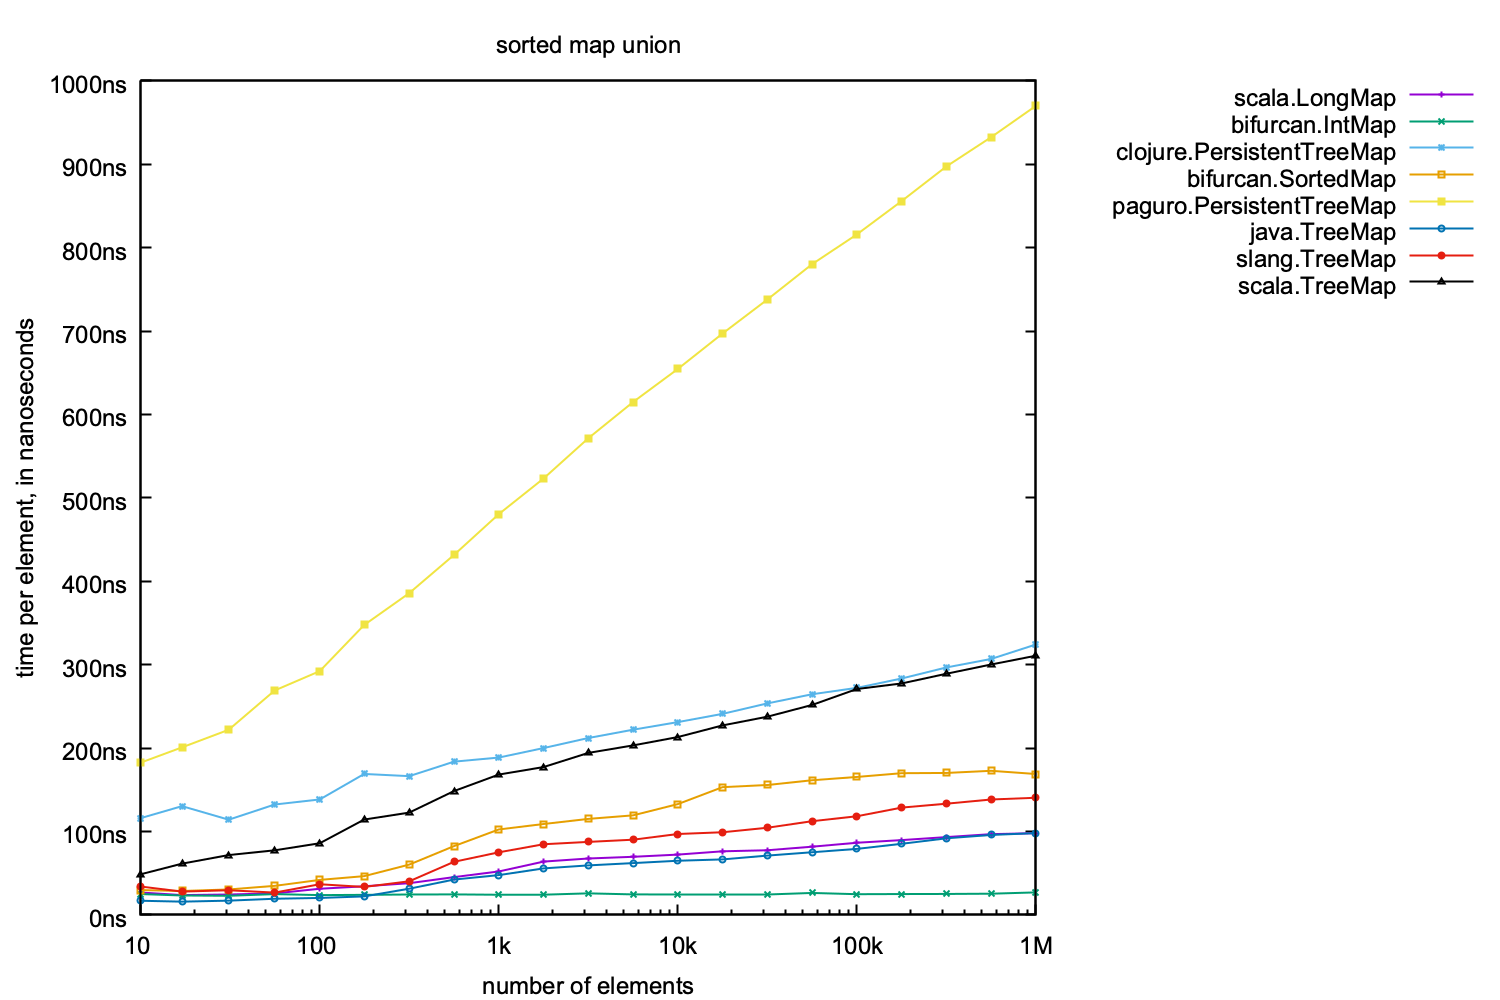 sorted map union
1000ns
900ns
800ns
700ns
600ns
500ns
400ns
300ns
200ns
100ns
0ns
time per element, in nanoseconds
10
100
1k
10k
100k
1M
number of elements
scala.LongMap
bifurcan.IntMap
clojure.PersistentTreeMap
bifurcan.SortedMap
paguro.PersistentTreeMap
java.TreeMap
slang.TreeMap
scala.TreeMap